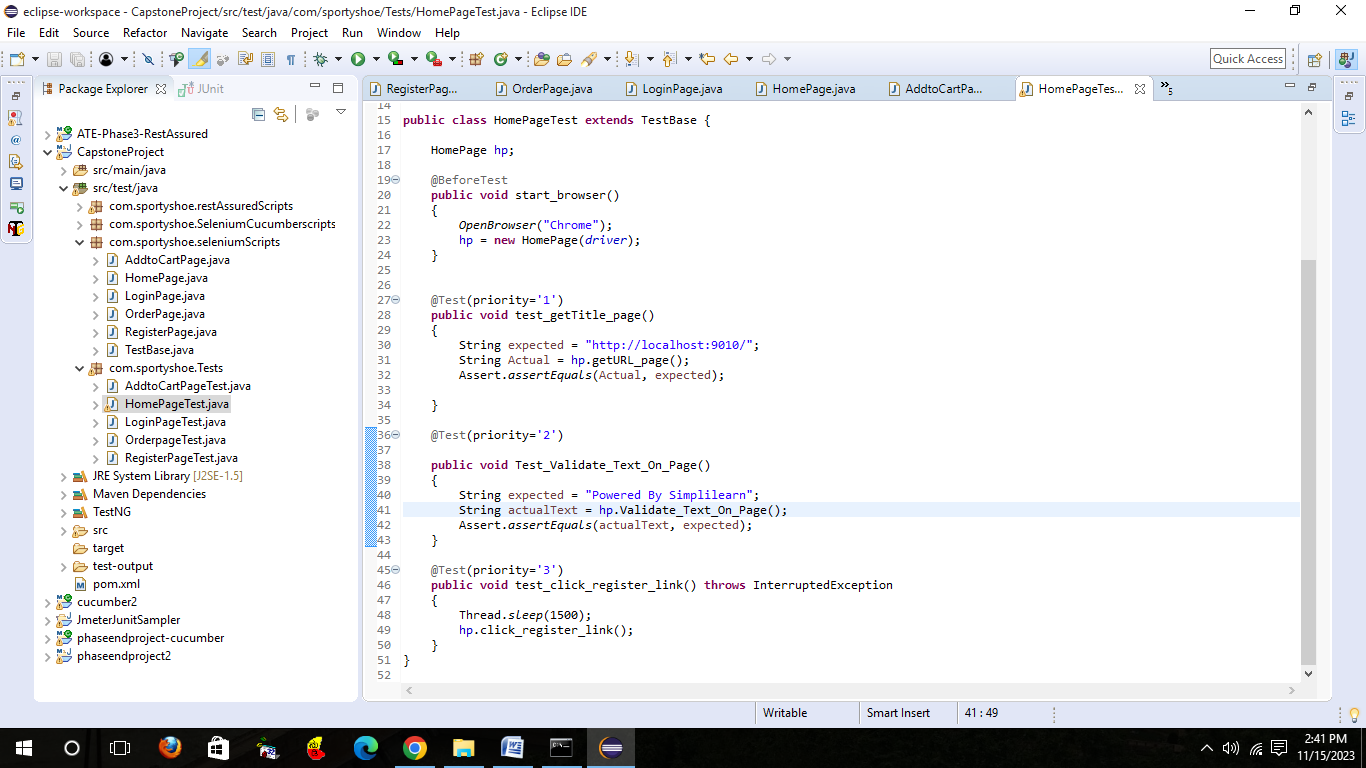 eclipse-workspace - CapstoneProject/src/test/java/com/sportyshoe/Tests/HomePageTest.java - Eclipse IDE
File Edit Source Refactor Navigate Search Project Run Window Help
Quick Access
Package Explorer JUnit
RegisterPag... OrderPage.java LoginPage.java HomePage.java AddtoCartPa... HomePageTes... »5
ATE-Phase3-RestAssured
CapstoneProject
src/main/java
src/test/java
com.sportyshoe.restAssuredScripts
com.sportyshoe.SeleniumCucumberscripts
com.sportyshoe.seleniumScripts
AddtoCartPage.java
HomePage.java
LoginPage.java
OrderPage.java
RegisterPage.java
TestBase.java
com.sportyshoe.Tests
AddtoCartPageTest.java
HomePageTest.java
LoginPageTest.java
OrderpageTest.java
RegisterPageTest.java
JRE System Library [J2SE-1.5]
Maven Dependencies
TestNG
src
target
test-output
pom.xml
cucumber2
JmeterJunitSampler
phaseendproject-cucumber
phaseendproject2
14
15 public class HomePageTest extends TestBase {
16
17 HomePage hp;
18
19 @BeforeTest
20 public void start_browser()
21 {
22 OpenBrowser("Chrome");
23 hp = new HomePage(driver);
24 }
25
26
27 @Test(priority='1')
28 public void test_getTitle_page()
29 {
30 String expected = "http://localhost:9010/";
31 String Actual = hp.getURL_page();
32 Assert.assertEquals(Actual, expected);
33
34 }
35
36 @Test(priority='2')
37
38 public void Test_Validate_Text_On_Page()
39 {
40 String expected = "Powered By Simplilearn";
41 String actualText = hp.Validate_Text_On_Page();
42 Assert.assertEquals(actualText, expected);
43 }
44
45 @Test(priority='3')
46 public void test_click_register_link() throws InterruptedException
47 {
48 Thread.sleep(1500);
49 hp.click_register_link();
50 }
51 }
52
Writable Smart Insert 41 : 49
2:41 PM
11/15/2023